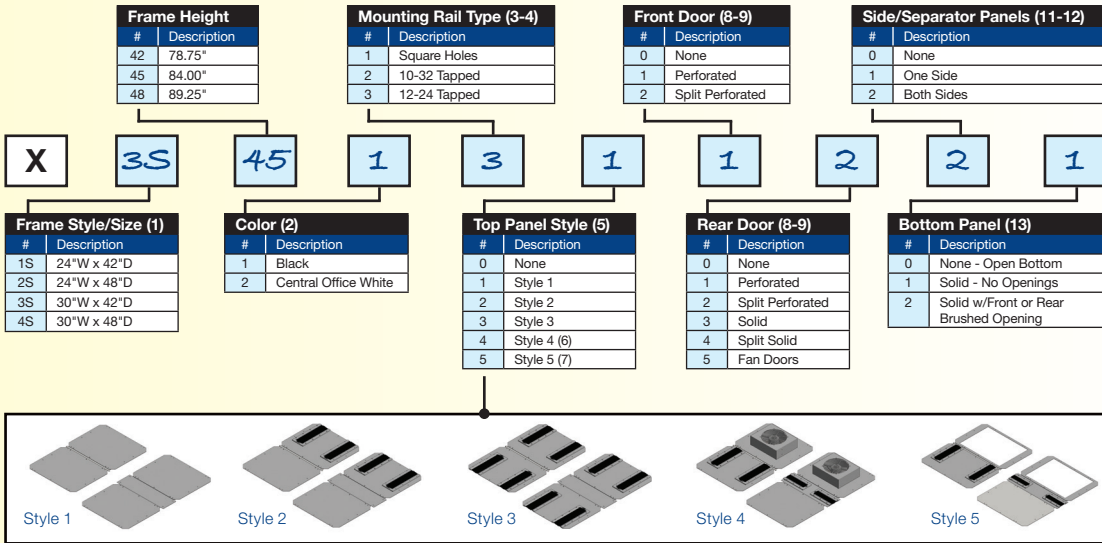 Frame Height
# Description
42 78.75"
45 84.00"
48 89.25"
Mounting Rail Type (3-4)
# Description
1 Square Holes
2 10-32 Tapped
3 12-24 Tapped
Front Door (8-9)
# Description
0 None
1 Perforated
2 Split Perforated
Side/Separator Panels (11-12)
# Description
0 None
1 One Side
2 Both Sides
X 3S 45 1 3 1 1 2 2 1
Frame Style/Size (1)
# Description
1S 24"W x 42"D
2S 24"W x 48"D
3S 30"W x 42"D
4S 30"W x 48"D
Color (2)
# Description
1 Black
2 Central Office White
Top Panel Style (5)
# Description
0 None
1 Style 1
2 Style 2
3 Style 3
4 Style 4 (6)
5 Style 5 (7)
Rear Door (8-9)
# Description
0 None
1 Perforated
2 Split Perforated
3 Solid
4 Split Solid
5 Fan Doors
Bottom Panel (13)
# Description
0 None - Open Bottom
1 Solid - No Openings
2 Solid w/Front or Rear
Brushed Opening
Style 1
Style 2
Style 3
Style 4
Style 5